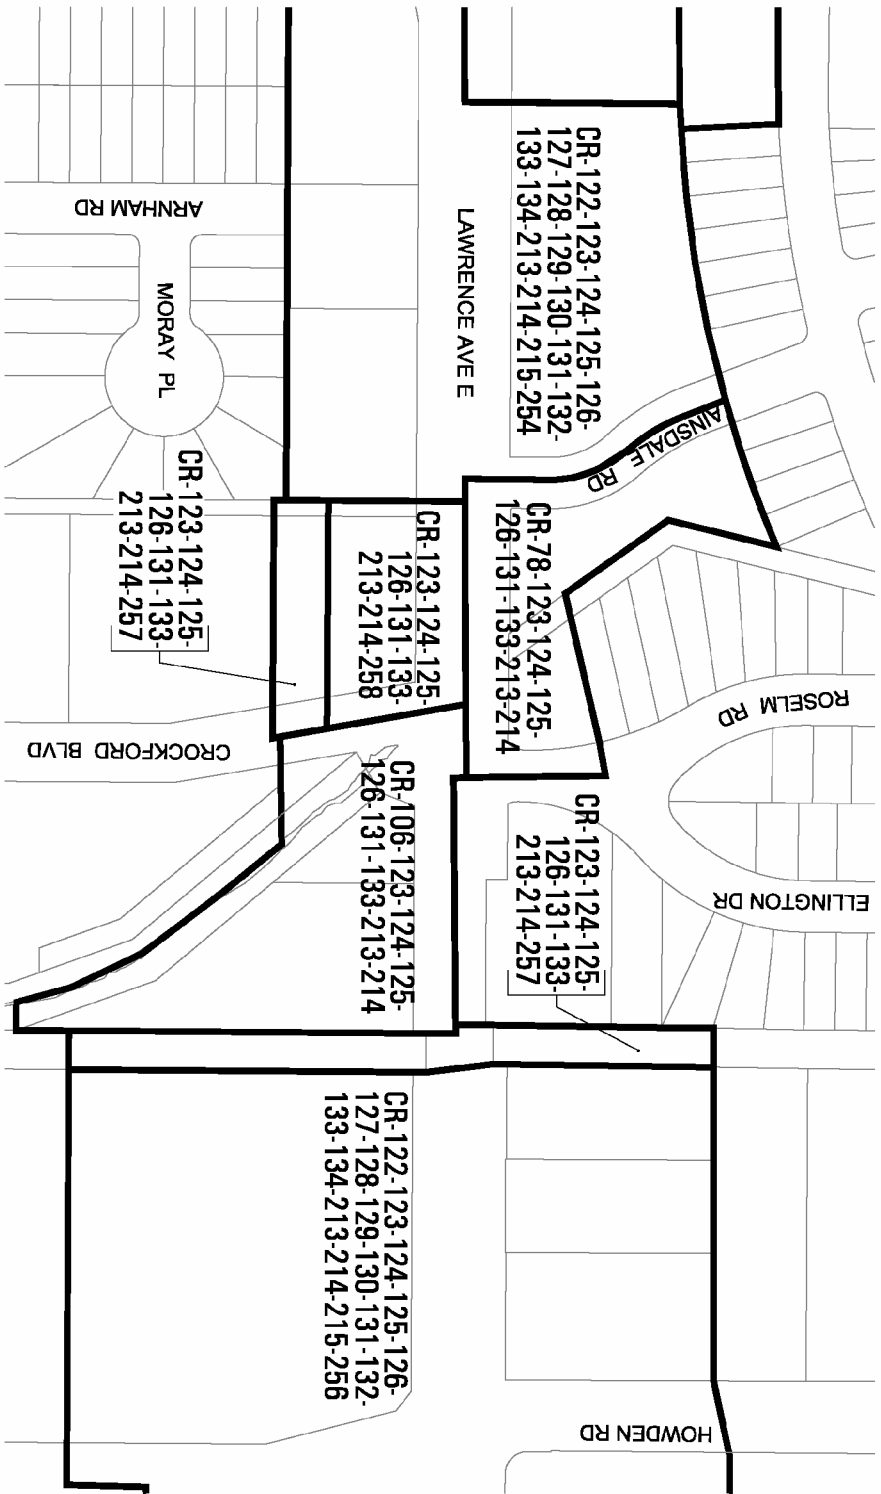 CR-122-123-124-125-126-
127-128-129-130-131-132-
133-134-213-214-215-254
LAWRENCE AVE E
ARNHAM RD
MORAY PL
AINSDALE RD
CR-78-123-124-125-
126-131-133-213-214
CR-123-124-125-
126-131-133-
213-214-258
CR-123-124-125-
126-131-133-
213-214-257
ROSELM RD
CROCKFORD BLVD
CR-106-123-124-125-
126-131-133-213-214
CR-123-124-125-
126-131-133-
213-214-257
ELLINGTON DR
CR-122-123-124-125-126-
127-128-129-130-131-132-
133-134-213-214-215-256
HOWDEN RD